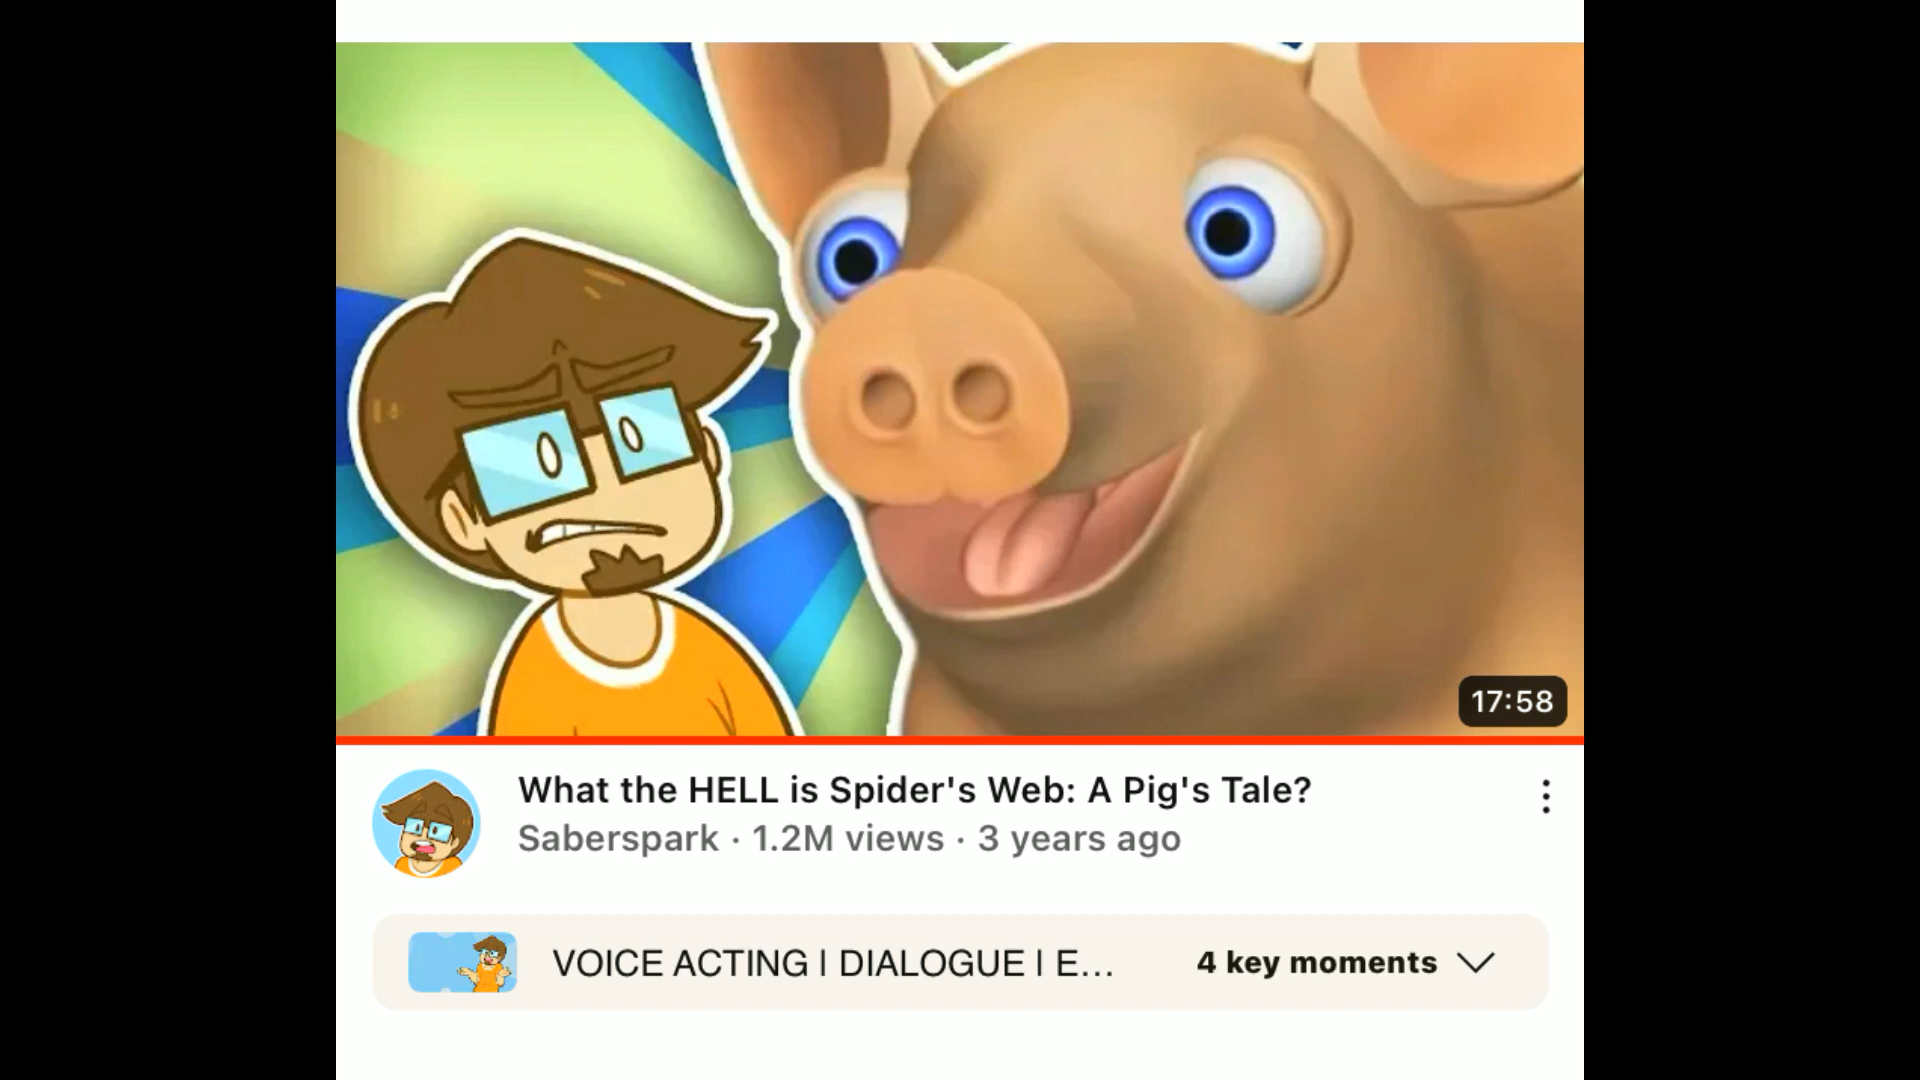 17:58
What the HELL is Spider's Web: A Pig's Tale?
Saberspark · 1.2M views · 3 years ago
VOICE ACTING | DIALOGUE | E... 4 key moments